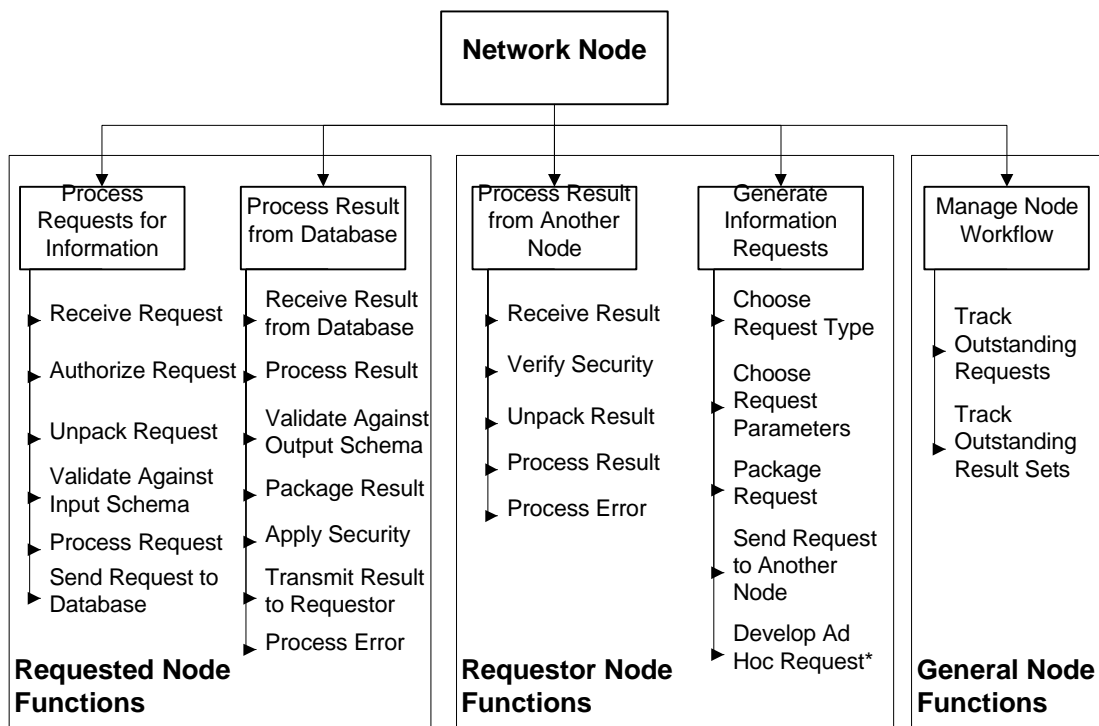 Network Node
Process
Requests for
Information
Receive Request
Authorize Request
Unpack Request
Validate Against
Input Schema
Process Request
Send Request to
Database
Process Result
from Database
Receive Result
from Database
Process Result
Validate Against
Output Schema
Package Result
Apply Security
Transmit Result
to Requestor
Process Error
Requested Node
Functions
Process Result
from Another
Node
Receive Result
Verify Security
Unpack Result
Process Result
Process Error
Generate
Information
Requests
Choose
Request Type
Choose
Request
Parameters
Package
Request
Send Request
to Another
Node
Develop Ad
Hoc Request*
Requestor Node
Functions
Manage Node
Workflow
Track
Outstanding
Requests
Track
Outstanding
Result Sets
General Node
Functions